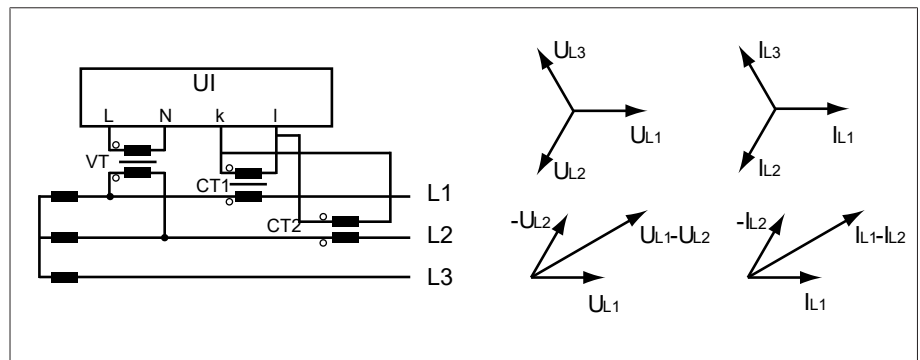 UI
L N k l
VT
CT1
CT2
L1
L2
L3
UL3
UL1
UL2
IL3
IL1
IL2
-UL2
UL1-UL2
UL1
-IL2
IL1-IL2
IL1